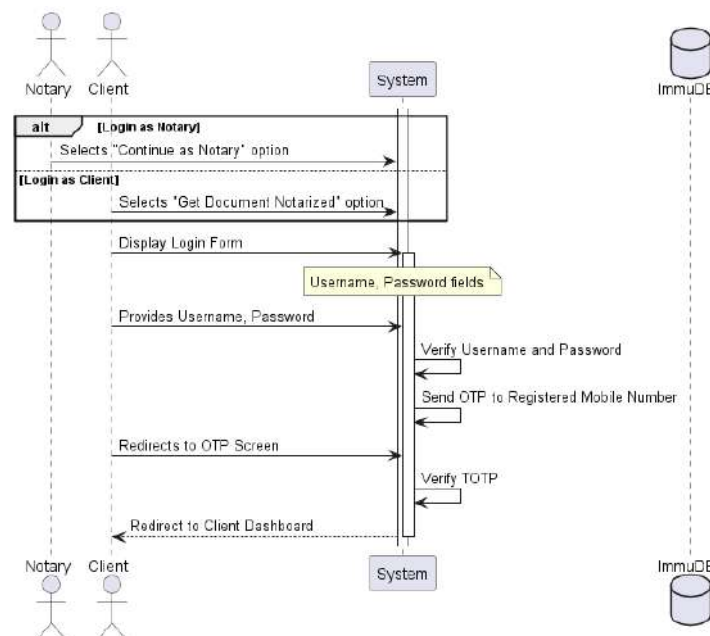 Notary
Client
System
ImmuDB
alt
[Login as Notary]
Selects "Continue as Notary" option
[Login as Client]
Selects "Get Document Notarized" option
Display Login Form
Username, Password fields
Provides Username, Password
Verify Username and Password
Send OTP to Registered Mobile Number
Redirects to OTP Screen
Verify TOTP
Redirect to Client Dashboard
Notary
Client
System
ImmuDB